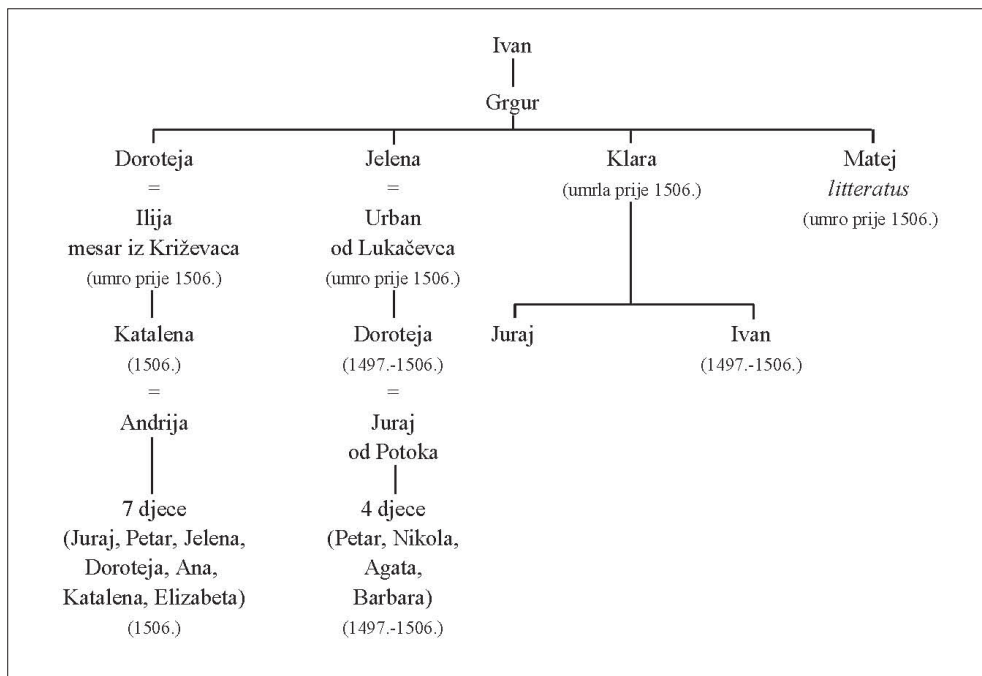 Ivan
Grgur
Doroteja
=
Ilija
mesar iz Križevaca
(umro prije 1506.)
Katalena
(1506.)
=
Andrija
7 djece
(Juraj, Petar, Jelena,
Doroteja, Ana,
Katalena, Elizabeta)
(1506.)
Jelena
=
Urban
od Lukačevca
(umro prije 1506.)
Doroteja
(1497.-1506.)
=
Juraj
od Potoka
4 djece
(Petar, Nikola,
Agata,
Barbara)
(1497.-1506.)
Klara
(umrla prije 1506.)
Juraj
Ivan
(1497.-1506.)
Matej
litteratus
(umro prije 1506.)